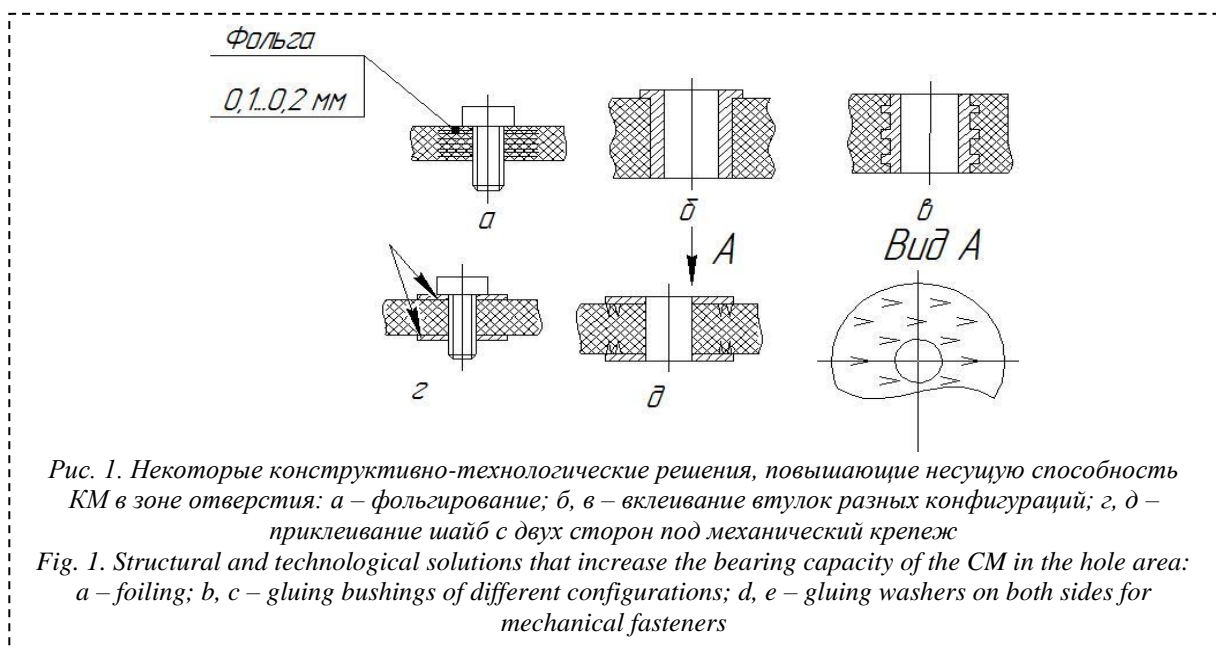 Фольга
0,1...0,2 мм
а
б
в
А
Вид А
г
д
Рис. 1. Некоторые конструктивно-технологические решения, повышающие несущую способность
КМ в зоне отверстия: а – фольгирование; б, в – вклеивание втулок разных конфигураций; г, д –
приклеивание шайб с двух сторон под механический крепеж
Fig. 1. Structural and technological solutions that increase the bearing capacity of the CM in the hole area:
a – foiling; b, c – gluing bushings of different configurations; d, e – gluing washers on both sides for
mechanical fasteners